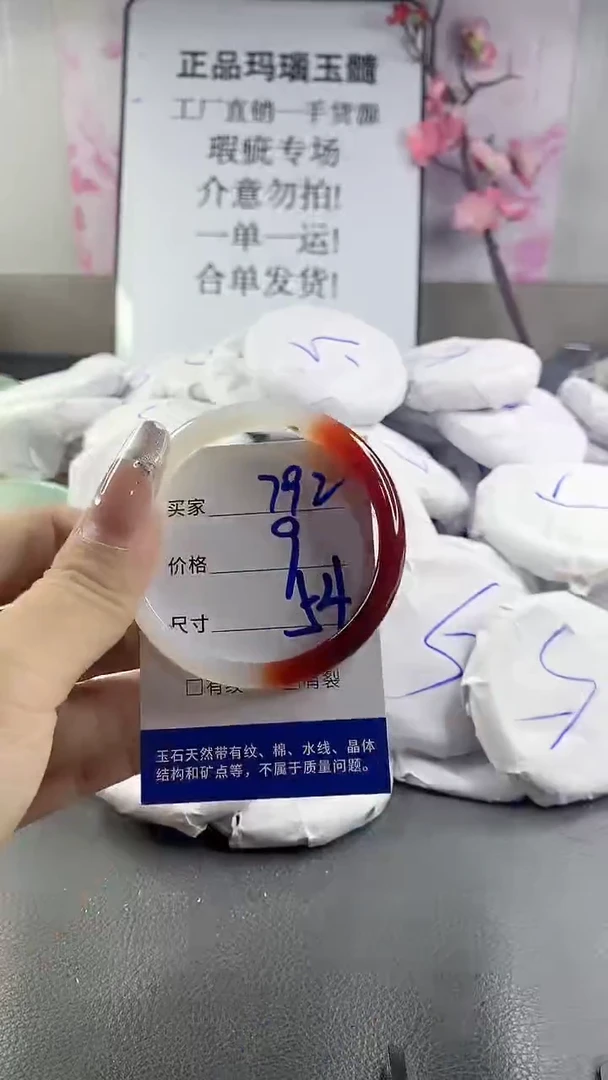 正品玛瑙玉髓
工厂直销一手货源
瑕疵专场
介意勿拍!
一单一运!
合单发货!
买家 792
价格 9
尺寸 54
□有纹 有裂
玉石天然带有纹、棉、水线、晶体
结构和矿点等，不属于质量问题。